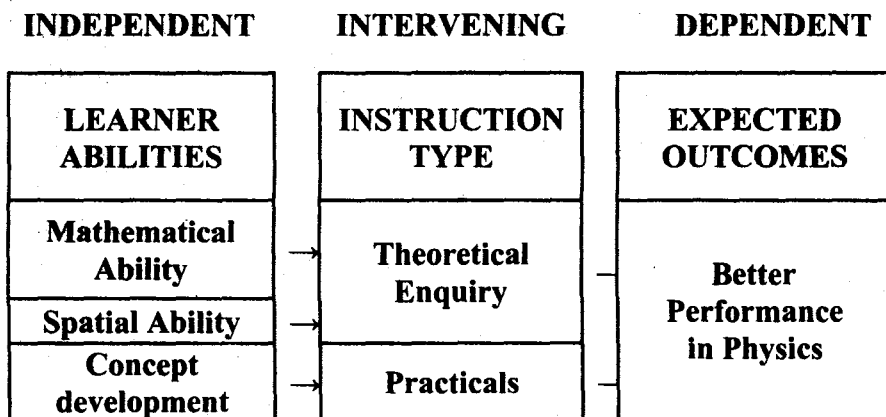 INDEPENDENT INTERVENING DEPENDENT
LEARNER ABILITIES
INSTRUCTION TYPE
EXPECTED OUTCOMES
Mathematical
Ability
Spatial Ability
Concept
development
Theoretical
Enquiry
Practicals
Better
Performance
in Physics